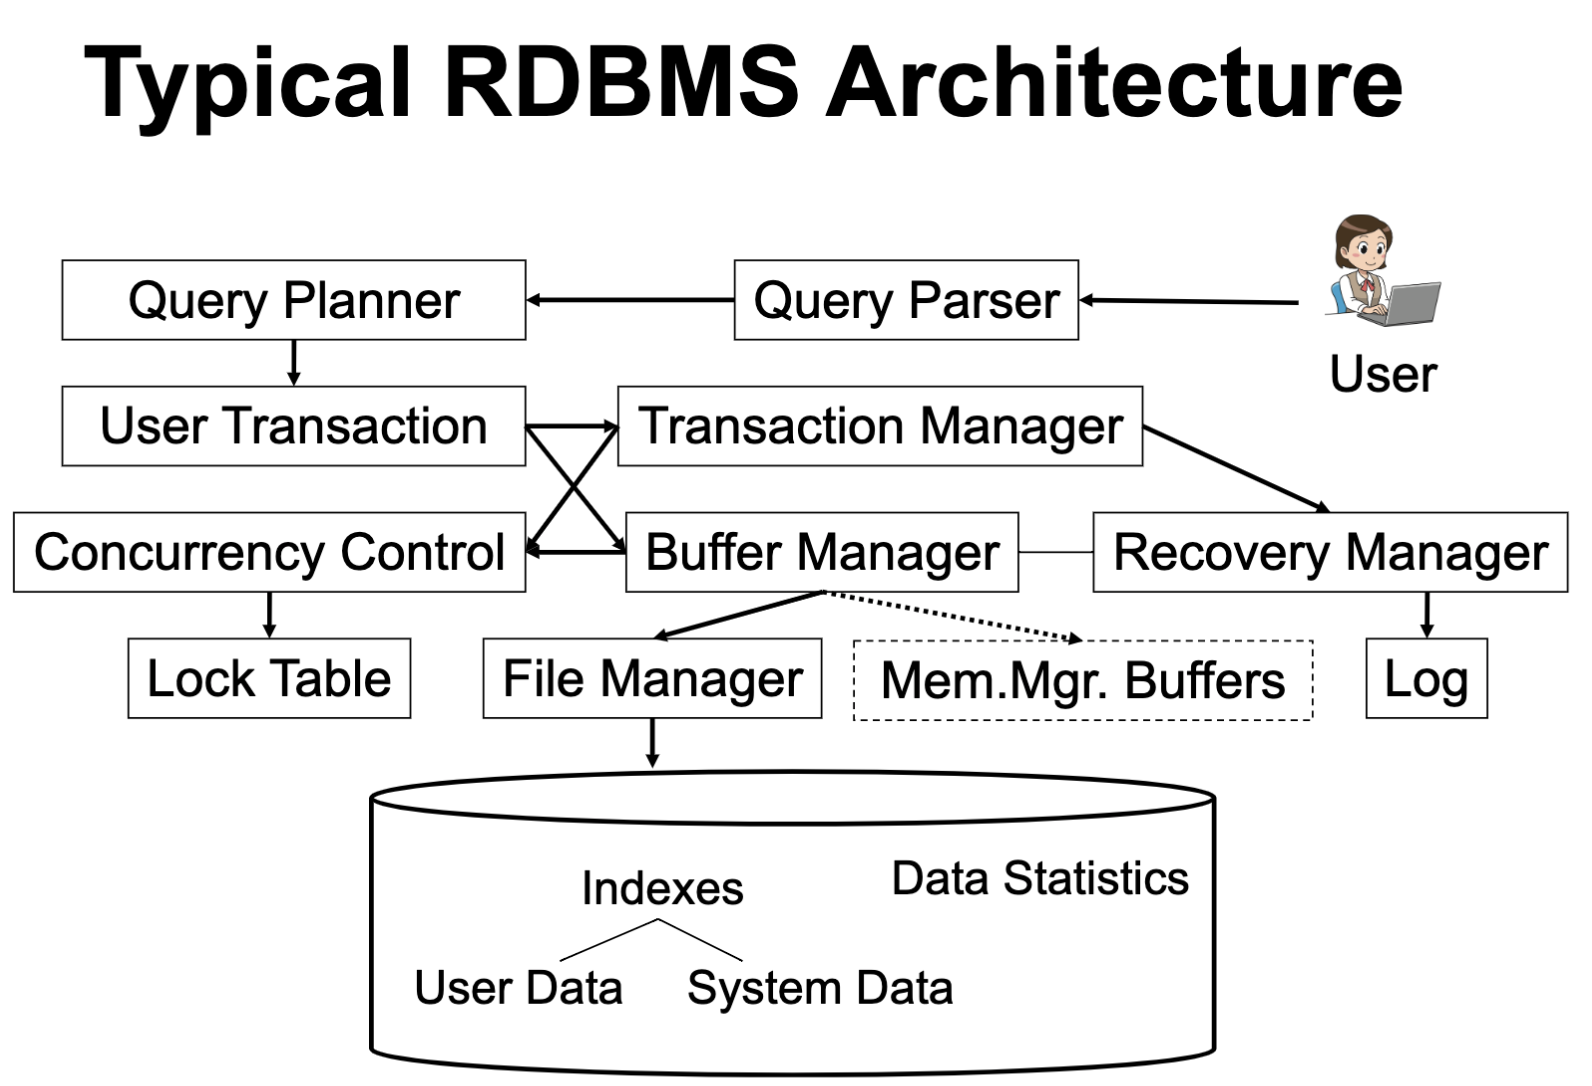 Typical RDBMS Architecture
Query Planner
Query Parser
User
User Transaction
Transaction Manager
Concurrency Control
Buffer Manager
Recovery Manager
Lock Table
File Manager
Mem.Mgr. Buffers
Log
Indexes
Data Statistics
User Data
System Data